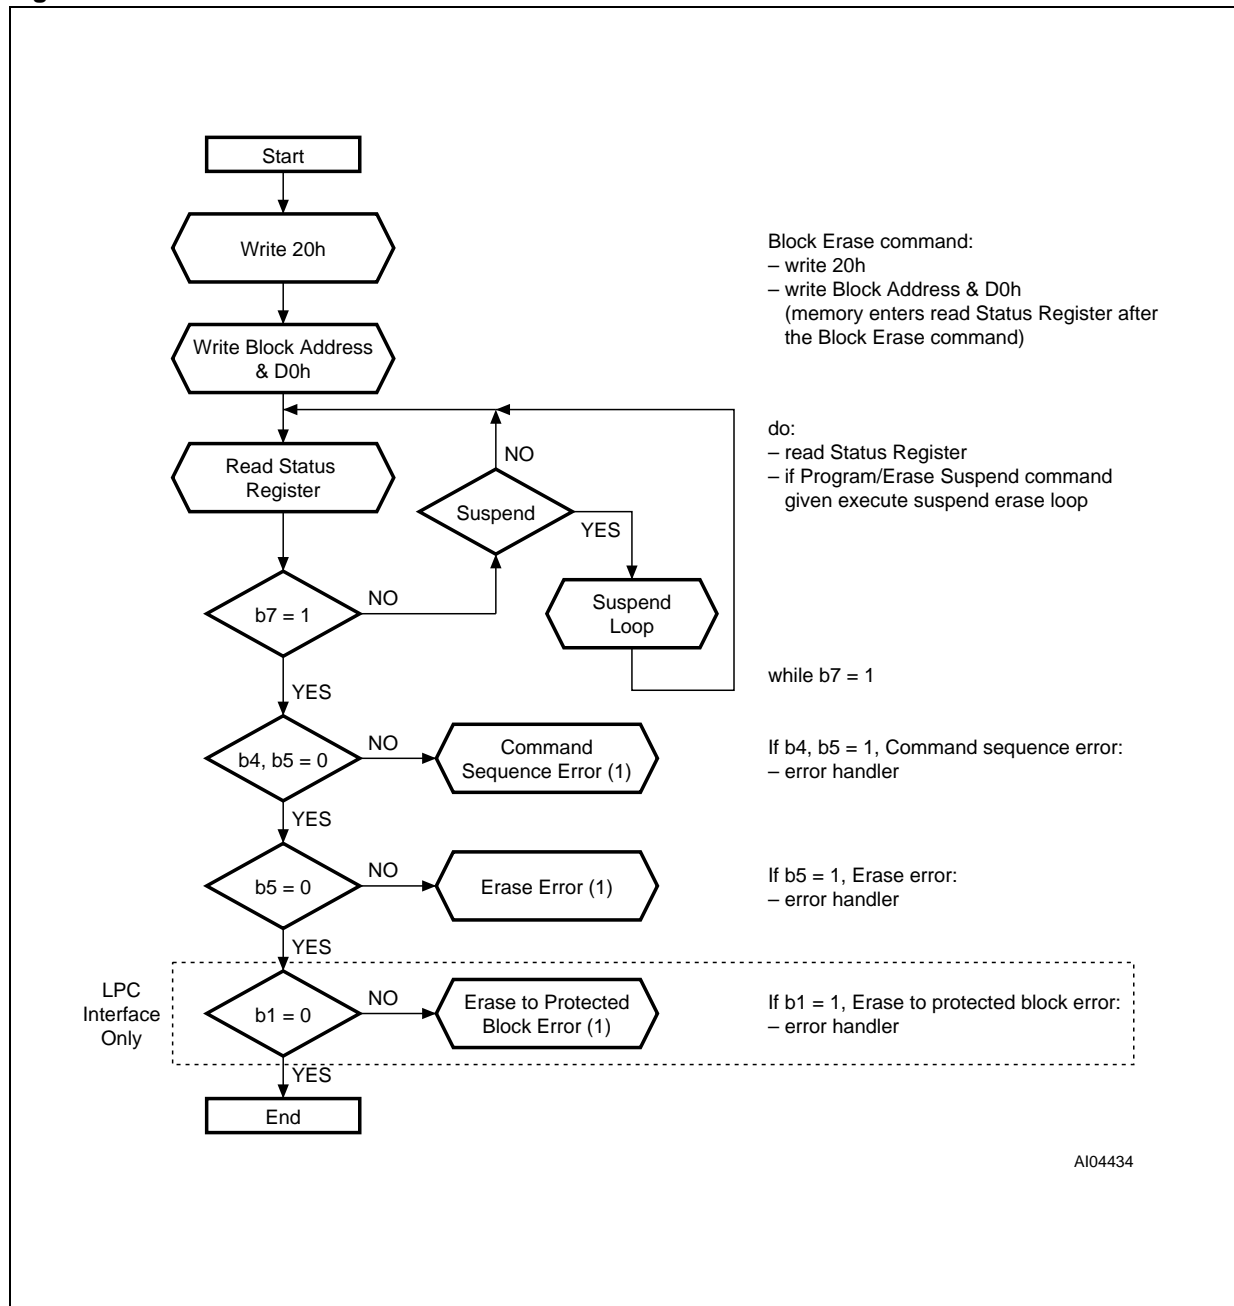 Start
Write 20h
Block Erase command:
– write 20h
– write Block Address & D0h
(memory enters read Status Register after
the Block Erase command)
Write Block Address
& D0h
do:
– read Status Register
– if Program/Erase Suspend command
given execute suspend erase loop
NO
Read Status
Register
Suspend
YES
NO
b7 = 1
Suspend
Loop
YES
while b7 = 1
NO
b4, b5 = 0
Command
Sequence Error (1)
If b4, b5 = 1, Command sequence error:
– error handler
YES
NO
b5 = 0
Erase Error (1)
If b5 = 1, Erase error:
– error handler
YES
LPC
Interface
Only
NO
b1 = 0
Erase to Protected
Block Error (1)
If b1 = 1, Erase to protected block error:
– error handler
YES
End
AI04434